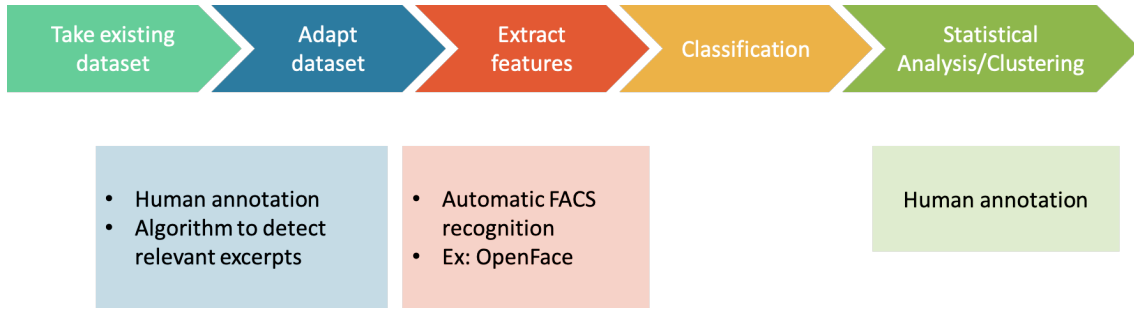 Take existing
dataset
Adapt
dataset
Extract
features
Classification
Statistical
Analysis/Clustering
• Human annotation
• Algorithm to detect
relevant excerpts
• Automatic FACS
recognition
• Ex: OpenFace
Human annotation